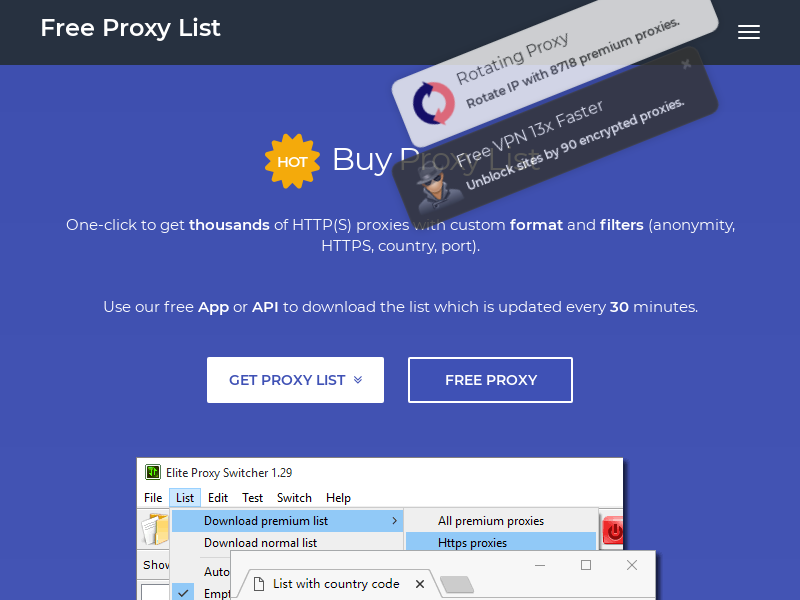 Free Proxy List
Rotating Proxy
Rotate IP with 8718 premium proxies.
Free VPN 13x Faster
Unblock sites by 90 encrypted proxies.
HOT
Buy Proxy List
One-click to get thousands of HTTP(S) proxies with custom format and filters (anonymity,
HTTPS, country, port).
Use our free App or API to download the list which is updated every 30 minutes.
GET PROXY LIST
FREE PROXY
Elite Proxy Switcher 1.29
File List Edit Test Switch Help
Download premium list
All premium proxies
Download normal list
Https proxies
Show
Auto
List with country code
Empt